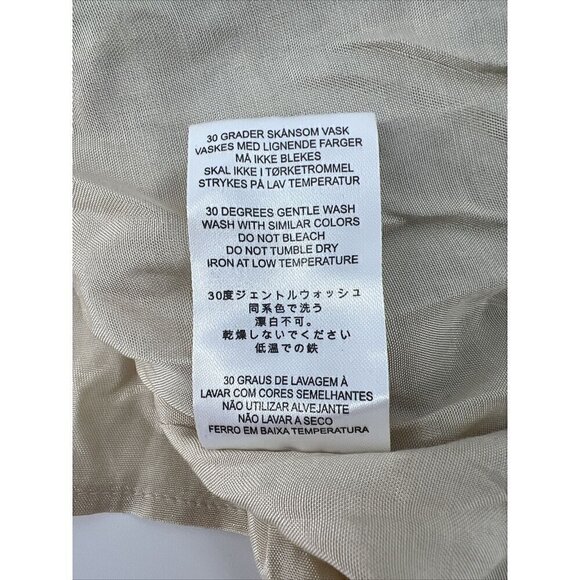 30 GRADER SKÅNSOM VASK
VASKES MED LIGNENDE FARGER
MÅ IKKE BLEKES
SKAL IKKE I TØRKETROMMEL
STRYKES PÅ LAV TEMPERATUR
30 DEGREES GENTLE WASH
WASH WITH SIMILAR COLORS
DO NOT BLEACH
DO NOT TUMBLE DRY
IRON AT LOW TEMPERATURE
30度ジェントルウォッシュ
同系色で洗う
漂白不可。
乾燥しないでください
低温での鉄
30 GRAUS DE LAVAGEM À
LAVAR COM CORES SEMELHANTES
NÃO UTILIZAR ALVEJANTE
NÃO LAVAR A SECO
FERRO EM BAIXA TEMPERATURA